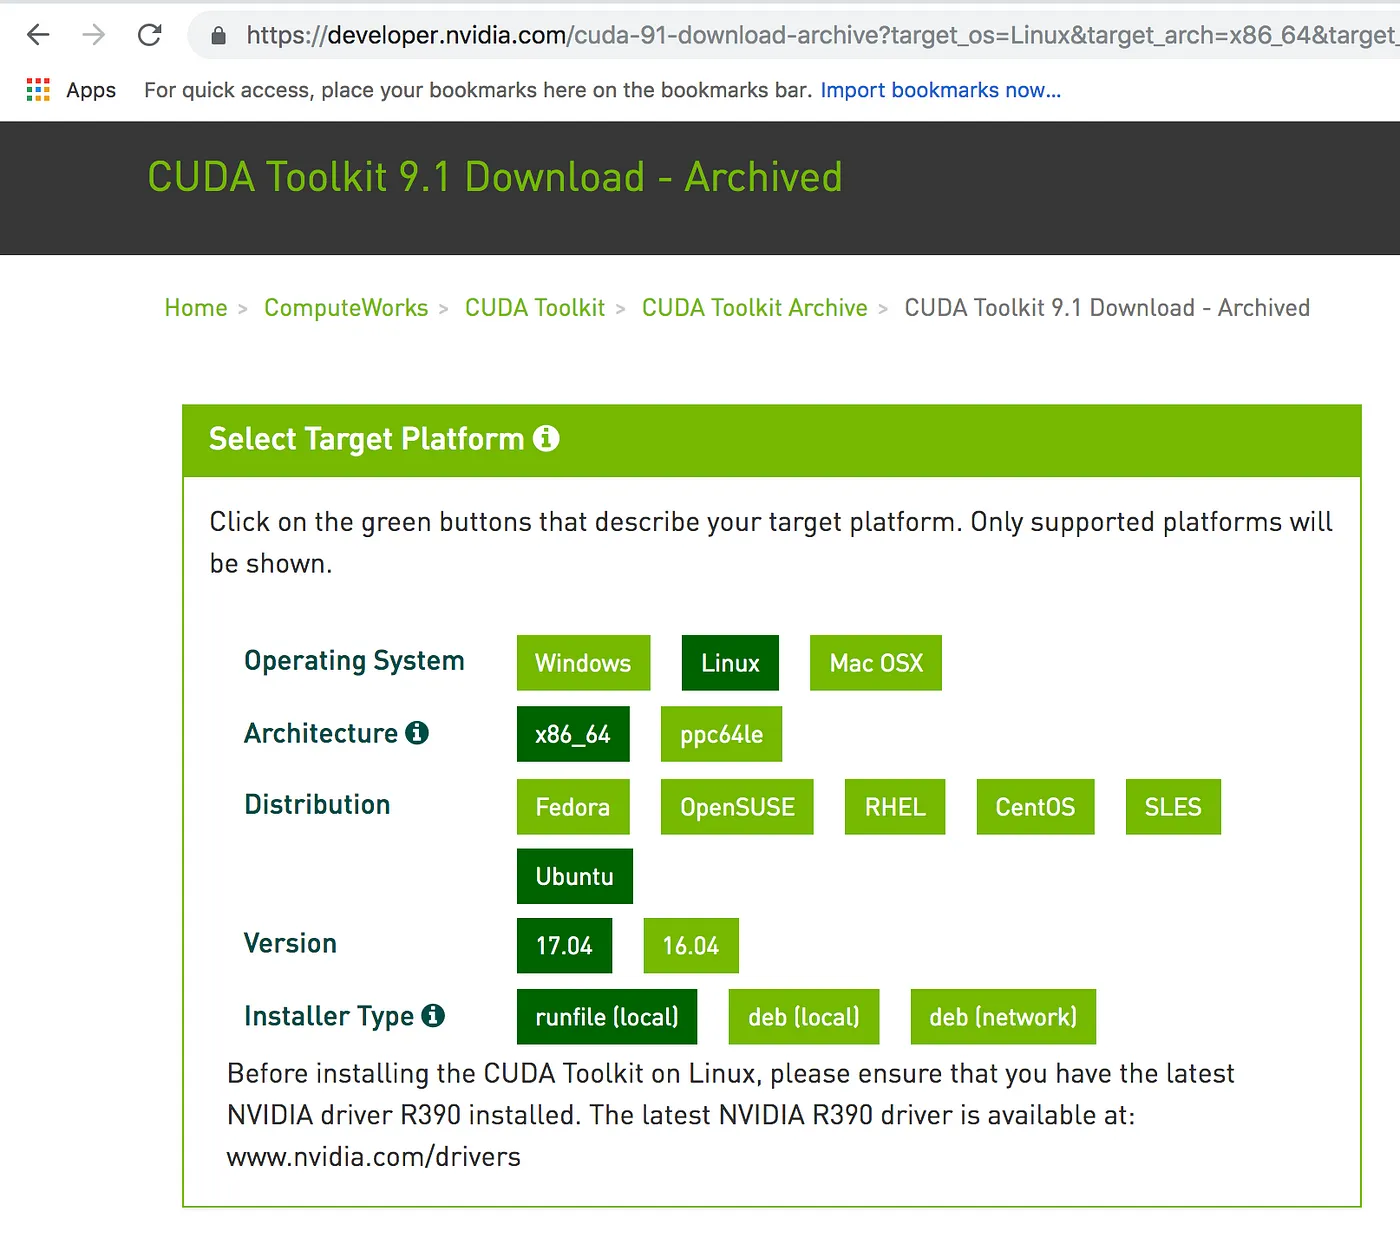 https://developer.nvidia.com/cuda-91-download-archive?target_os=Linux&target_arch=x86_64&target_
Apps For quick access, place your bookmarks here on the bookmarks bar. Import bookmarks now...
CUDA Toolkit 9.1 Download - Archived
Home > ComputeWorks > CUDA Toolkit > CUDA Toolkit Archive > CUDA Toolkit 9.1 Download - Archived
Select Target Platform
Click on the green buttons that describe your target platform. Only supported platforms will
be shown.
Operating System Windows Linux Mac OSX
Architecture x86_64 ppc64le
Distribution Fedora OpenSUSE RHEL CentOS SLES
Ubuntu
Version 17.04 16.04
Installer Type runfile (local) deb (local) deb (network)
Before installing the CUDA Toolkit on Linux, please ensure that you have the latest
NVIDIA driver R390 installed. The latest NVIDIA R390 driver is available at:
www.nvidia.com/drivers